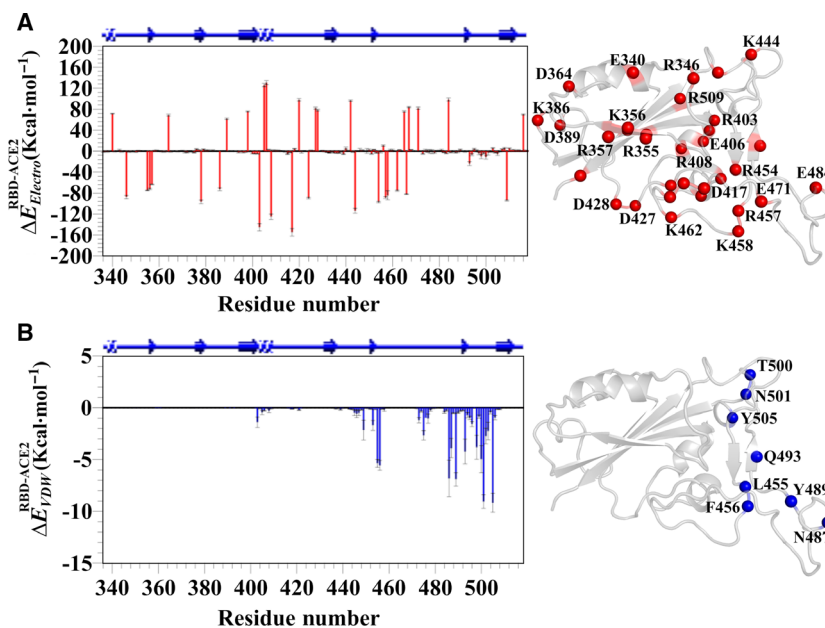 A
RBD-ACE2
ΔE Electro (Kcal·mol⁻¹)
200
160
120
80
40
0
-40
-80
-120
-160
-200
340 360 380 400 420 440 460 480 500
Residue number
K444
E340 R346
D364
R509
K386 K356 R403
D389 E406
R357 R355 R408 R454
E484
D417 E471
D428 D427 R457
K462
K458
B
RBD-ACE2
ΔE VDW (Kcal·mol⁻¹)
5
0
-5
-10
-15
340 360 380 400 420 440 460 480 500
Residue number
T500
N501
Y505
Q493
L455
Y489
F456
N487